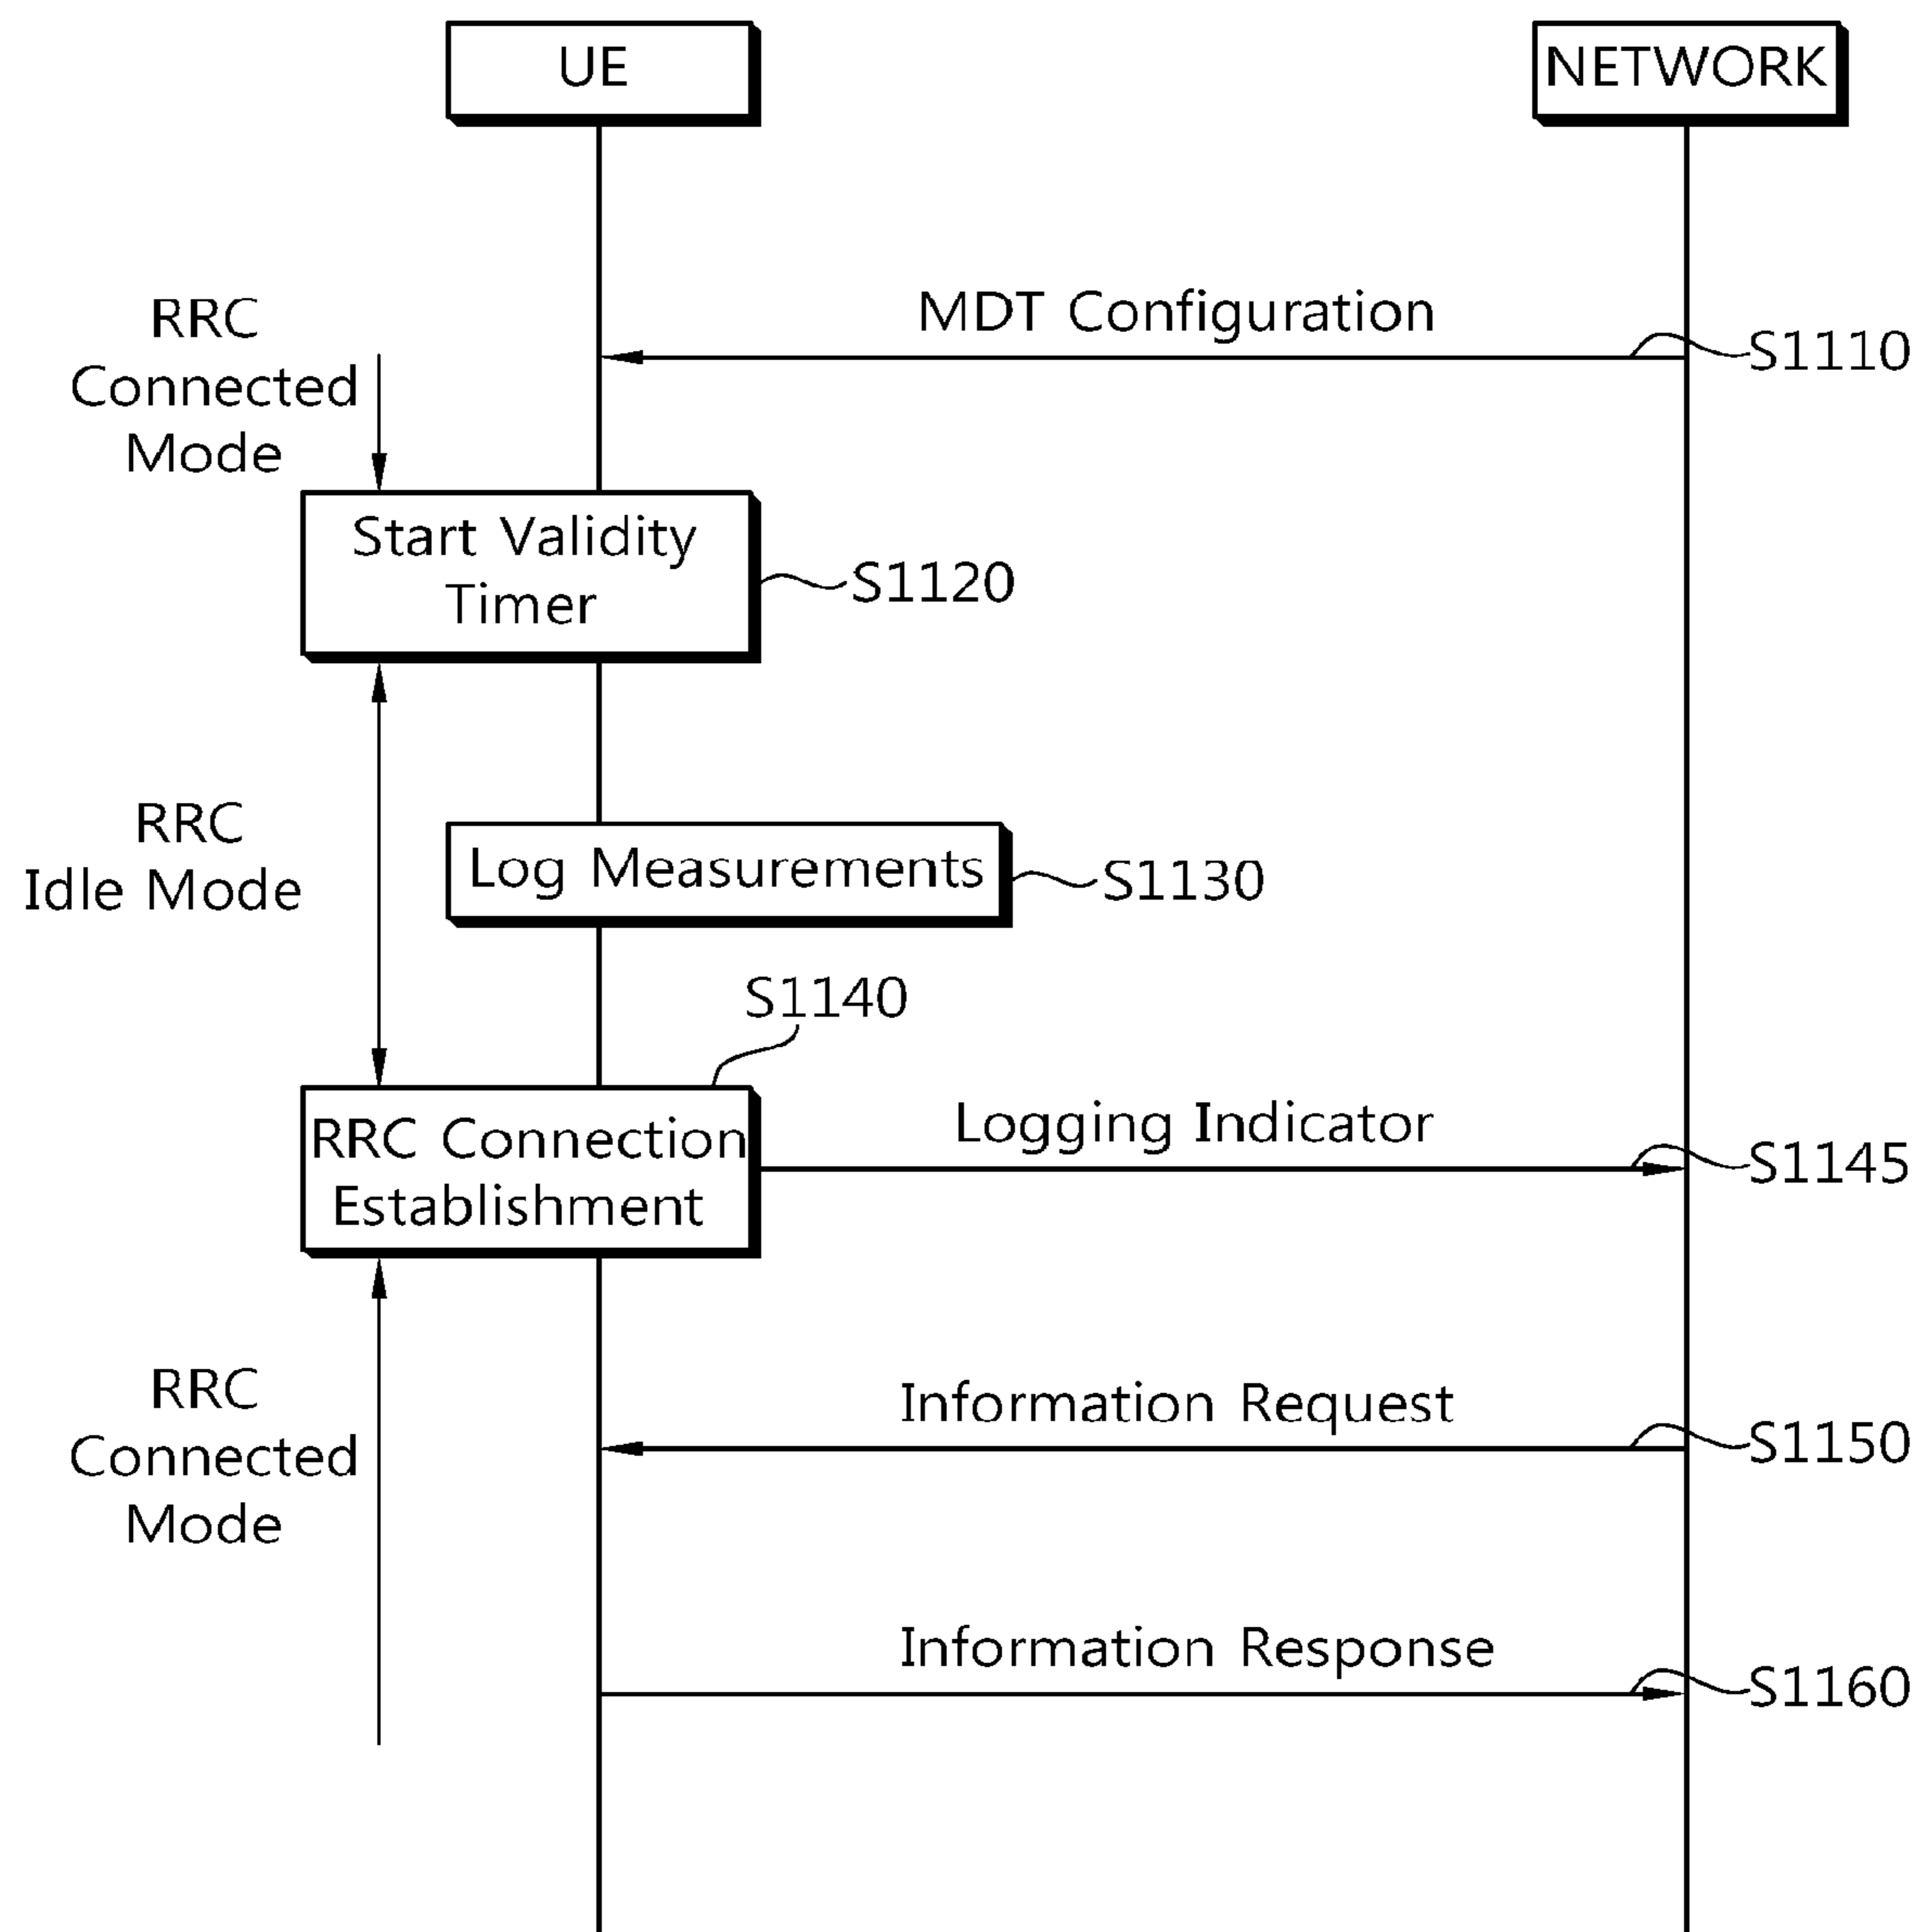 UE
NETWORK
MDT Configuration
S1110
RRC
Connected
Mode
Start Validity
Timer
S1120
RRC
Idle Mode
Log Measurements
S1130
S1140
RRC Connection
Establishment
Logging Indicator
S1145
RRC
Connected
Mode
Information Request
S1150
Information Response
S1160